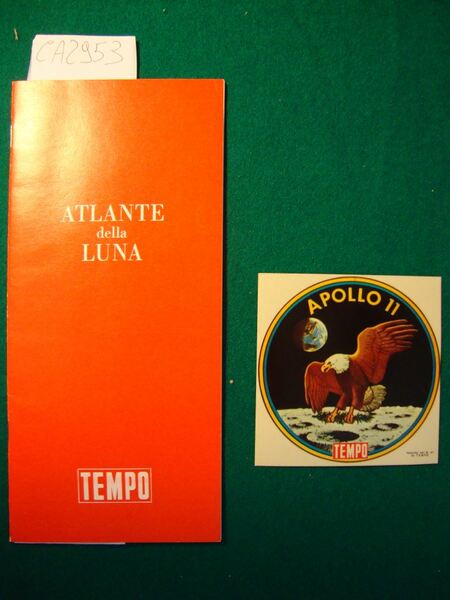 CA2953
ATLANTE
della
LUNA
TEMPO
APOLLO 11
TEMPO